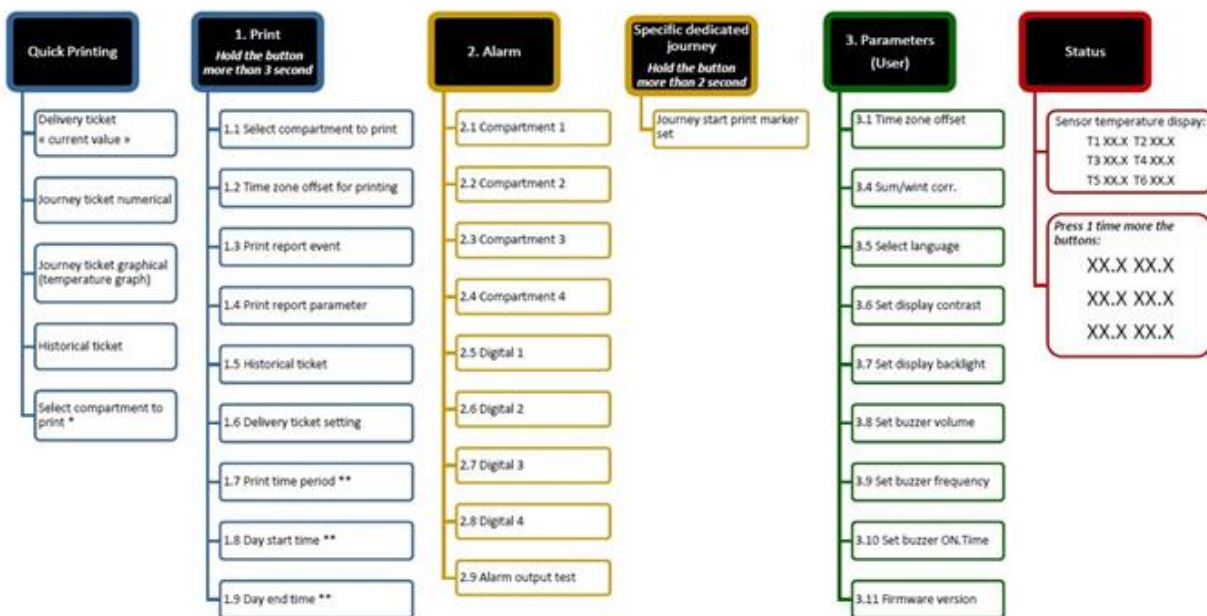 Quick Printing
Delivery ticket
« current value »
Journey ticket numerical
Journey ticket graphical
(temperature graph)
Historical ticket
Select compartment to
print *
1. Print
Hold the button
more than 3 second
1.1 Select compartment to print
1.2 Time zone offset for printing
1.3 Print report event
1.4 Print report parameter
1.5 Historical ticket
1.6 Delivery ticket setting
1.7 Print time period **
1.8 Day start time **
1.9 Day end time **
2. Alarm
2.1 Compartment 1
2.2 Compartment 2
2.3 Compartment 3
2.4 Compartment 4
2.5 Digital 1
2.6 Digital 2
2.7 Digital 3
2.8 Digital 4
2.9 Alarm output test
Specific dedicated
journey
Hold the button
more than 2 second
Journey start print marker
set
3. Parameters
(User)
3.1 Time zone offset
3.4 Sum/wint corr.
3.5 Select language
3.6 Set display contrast
3.7 Set display backlight
3.8 Set buzzer volume
3.9 Set buzzer frequency
3.10 Set buzzer ON.Time
3.11 Firmware version
Status
Sensor temperature dispay:
T1 XX.X T2 XX.X
T3 XX.X T4 XX.X
T5 XX.X T6 XX.X
Press 1 time more the
buttons:
XX.X XX.X
XX.X XX.X
XX.X XX.X